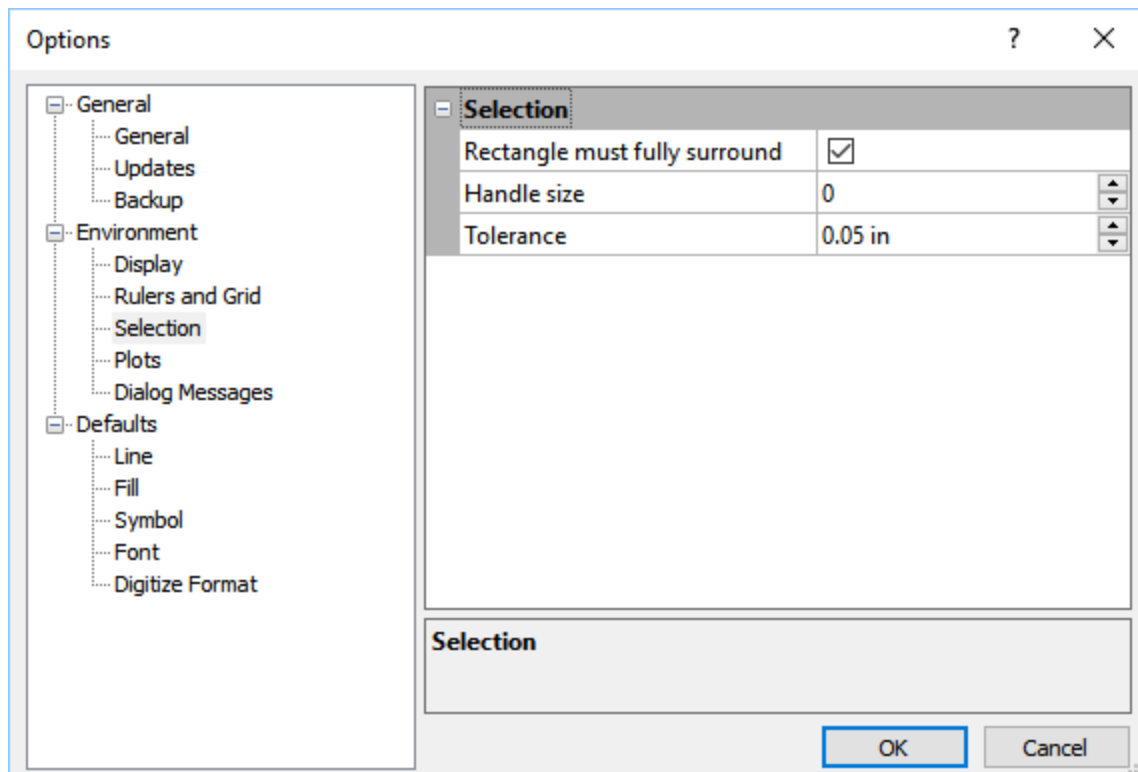 Options
General
General
Updates
Backup
Environment
Display
Rulers and Grid
Selection
Plots
Dialog Messages
Defaults
Line
Fill
Symbol
Font
Digitize Format
Selection
Rectangle must fully surround
Handle size 0
Tolerance 0.05 in
Selection
OK Cancel